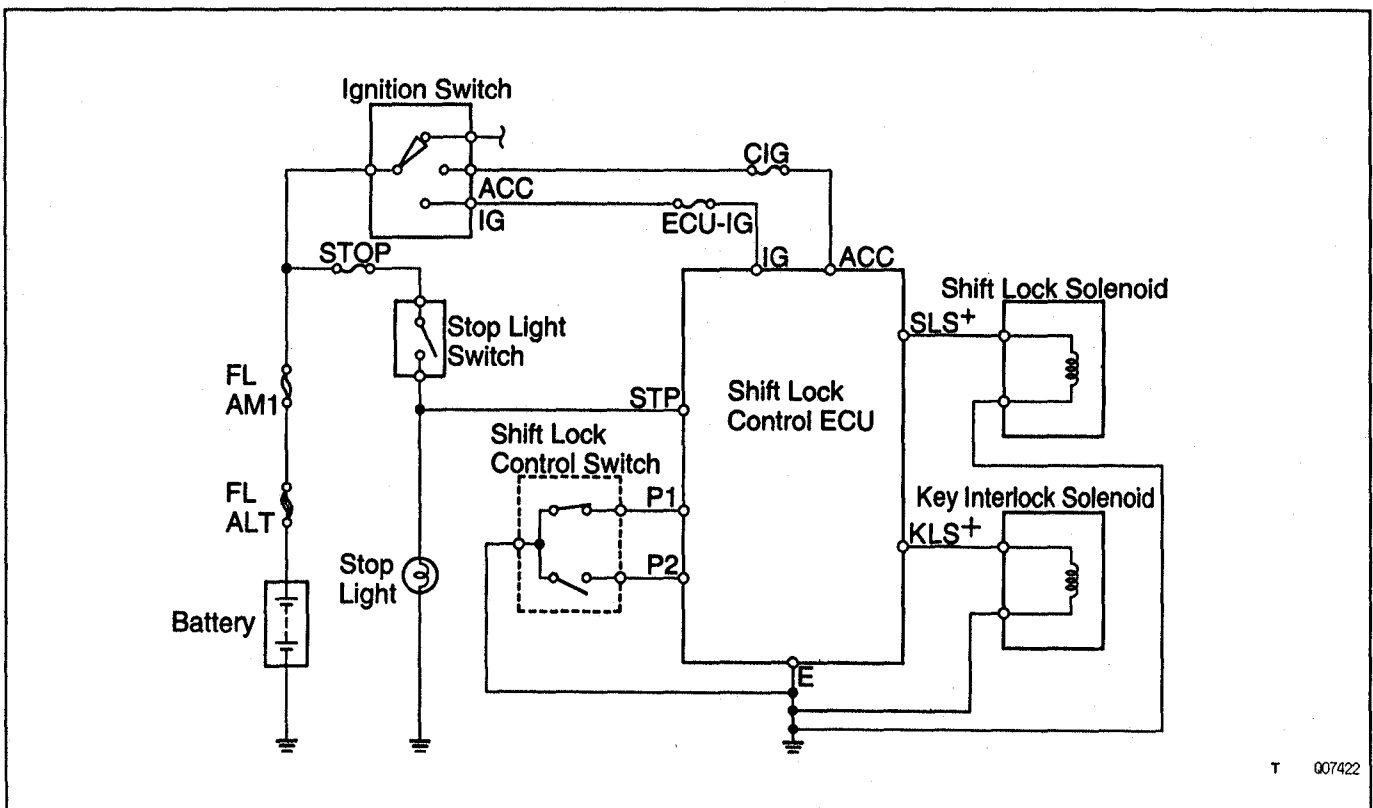 Ignition Switch
CIG
ACC
IG
ECU-IG
STOP
IG
ACC
Shift Lock Solenoid
SLS+
Stop Light
Switch
FL
AM1
STP
Shift Lock
Control ECU
Shift Lock
Control Switch
P1
Key Interlock Solenoid
FL
ALT
KLS+
P2
Stop
Light
Battery
E
T Q07422